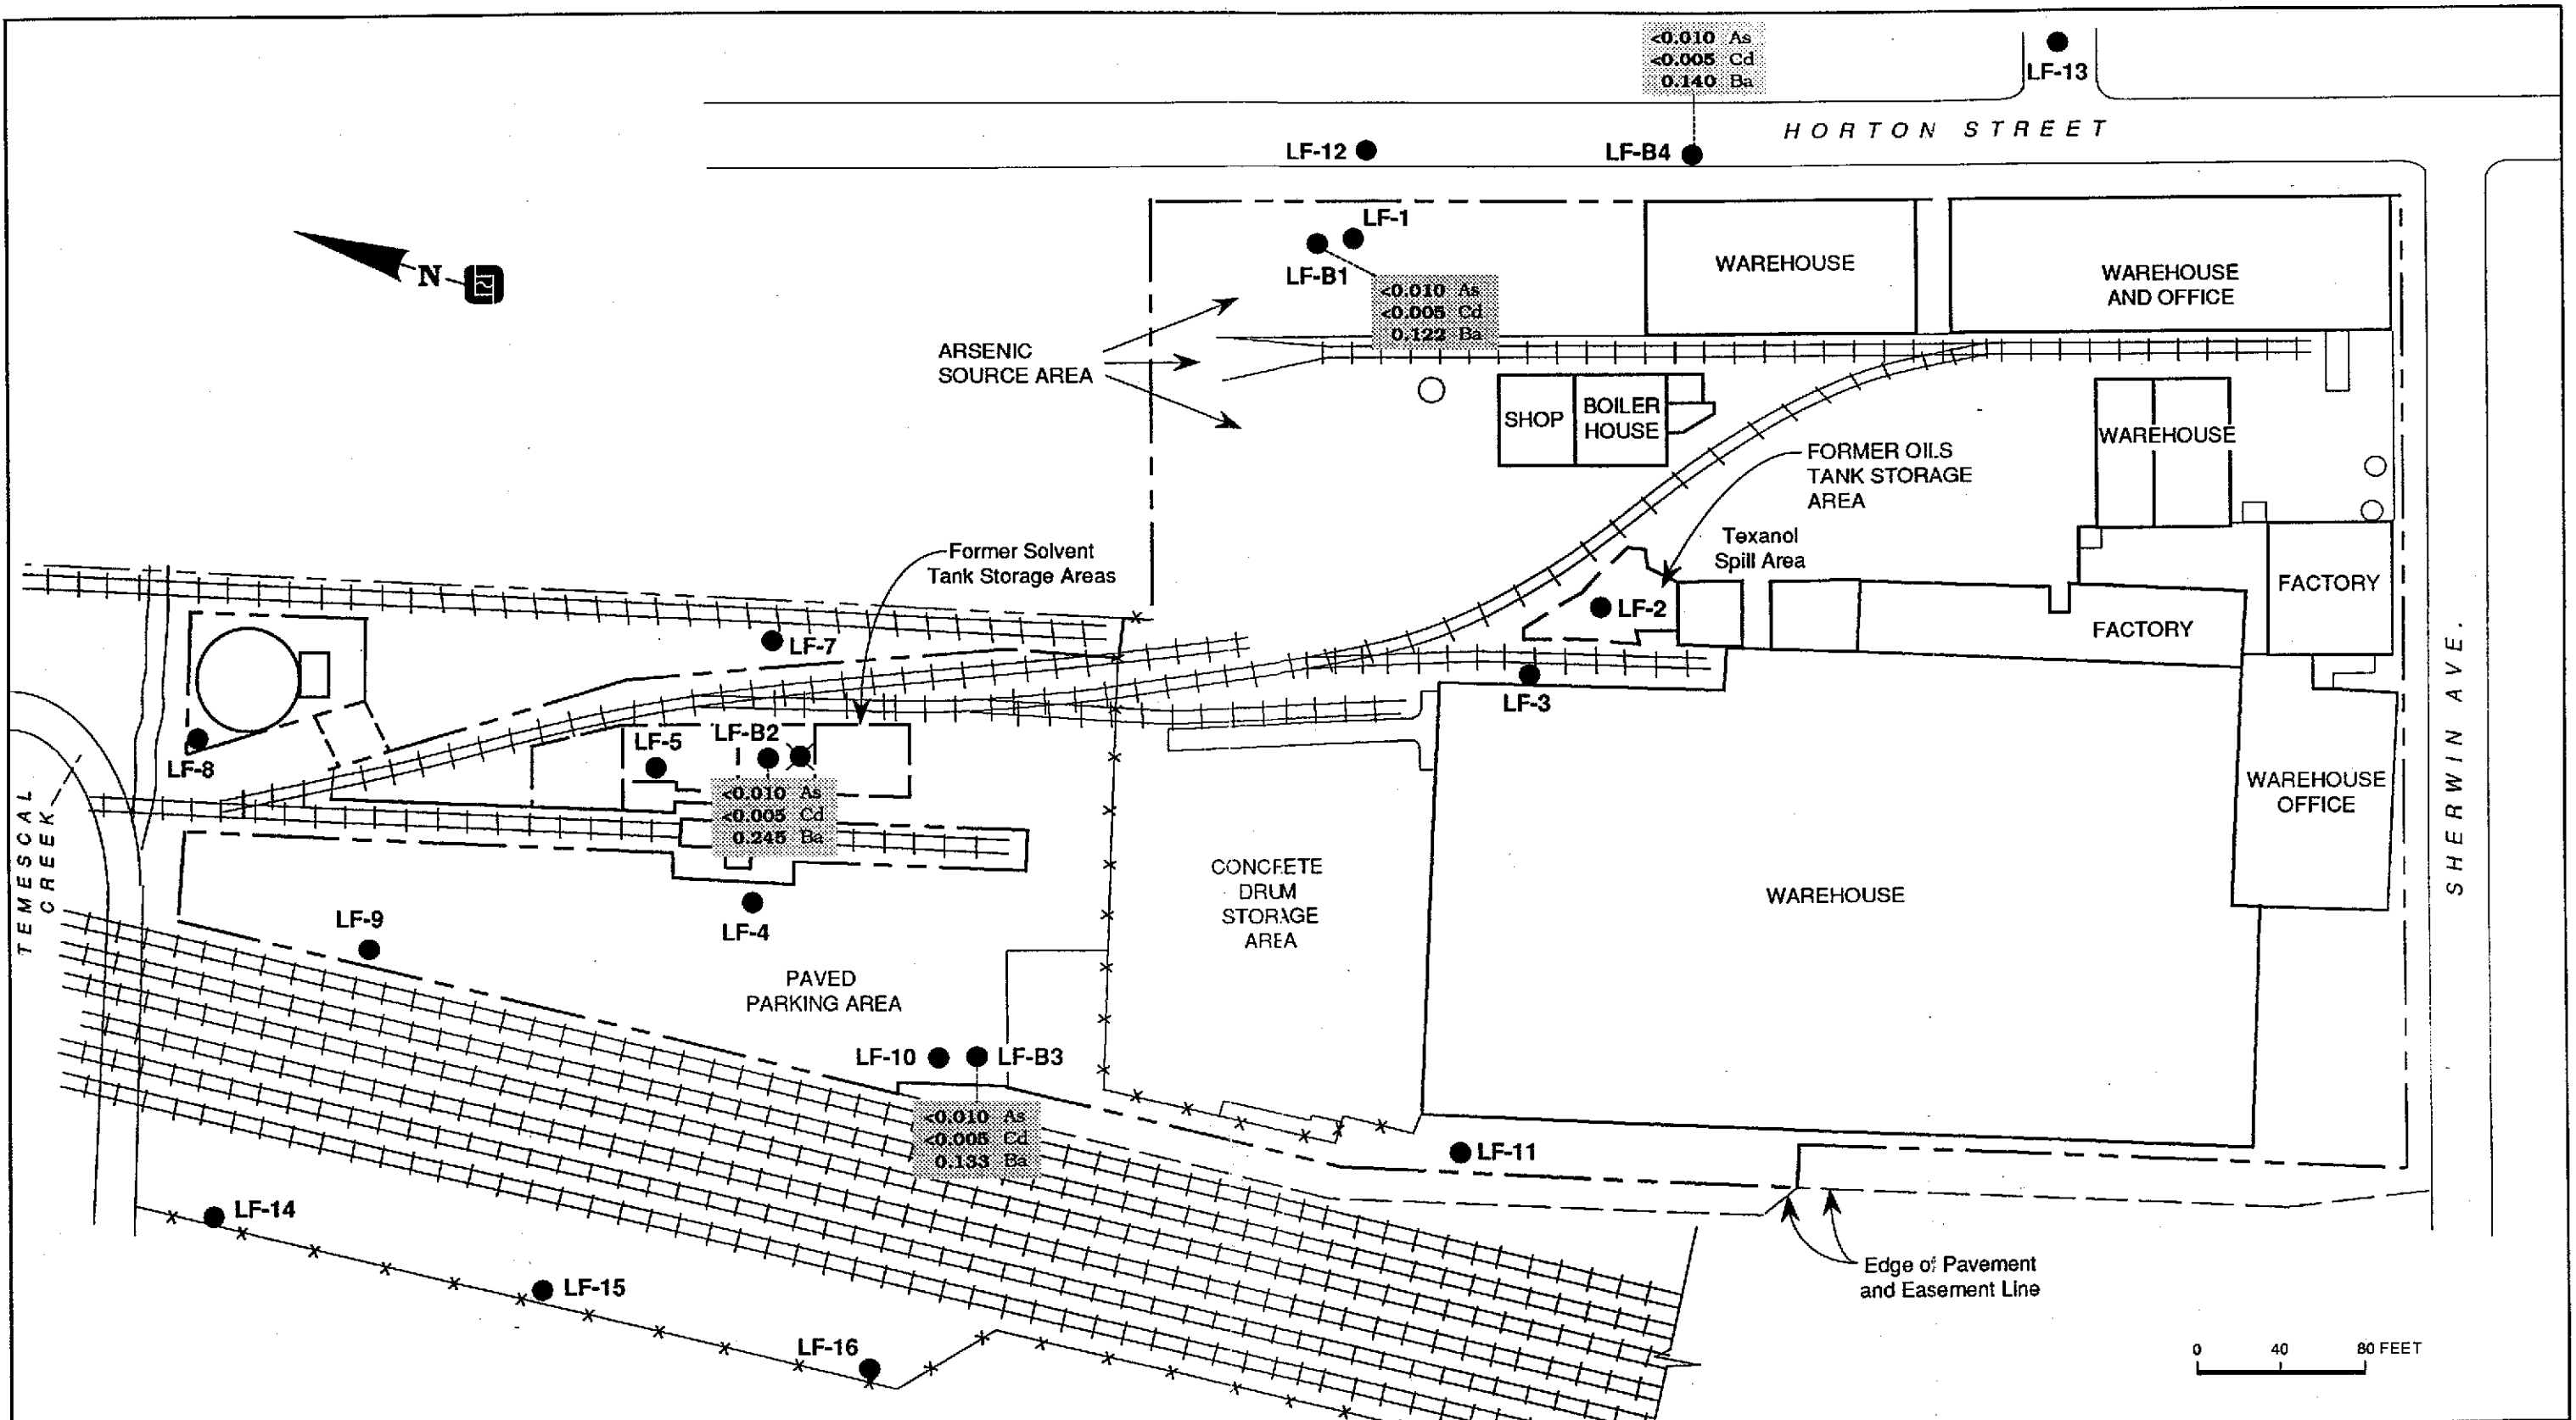 <0.010 As
<0.005 Cd
0.140 Ba
LF-13
HORTON STREET
LF-12
LF-B4
LF-1
LF-B1
N
<0.010 As
<0.005 Cd
0.122 Ba
WAREHOUSE
WAREHOUSE
AND OFFICE
ARSENIC
SOURCE AREA
SHOP
BOILER
HOUSE
WAREHOUSE
FORMER OILS
TANK STORAGE
AREA
Texanol
Spill Area
Former Solvent
Tank Storage Areas
FACTORY
LF-2
FACTORY
LF-7
LF-3
SHERWIN AVE.
LF-8
LF-5
LF-B2
<0.010 As
<0.005 Cd
0.245 Ba
WAREHOUSE
OFFICE
TEMESCAL
CREEK
LF-4
LF-9
CONCRETE
DRUM
STORAGE
AREA
WAREHOUSE
PAVED
PARKING AREA
LF-10
LF-B3
<0.010 As
<0.005 Cd
0.133 Ba
LF-11
LF-14
LF-15
LF-16
Edge of Pavement
and Easement Line
0 40 80 FEET